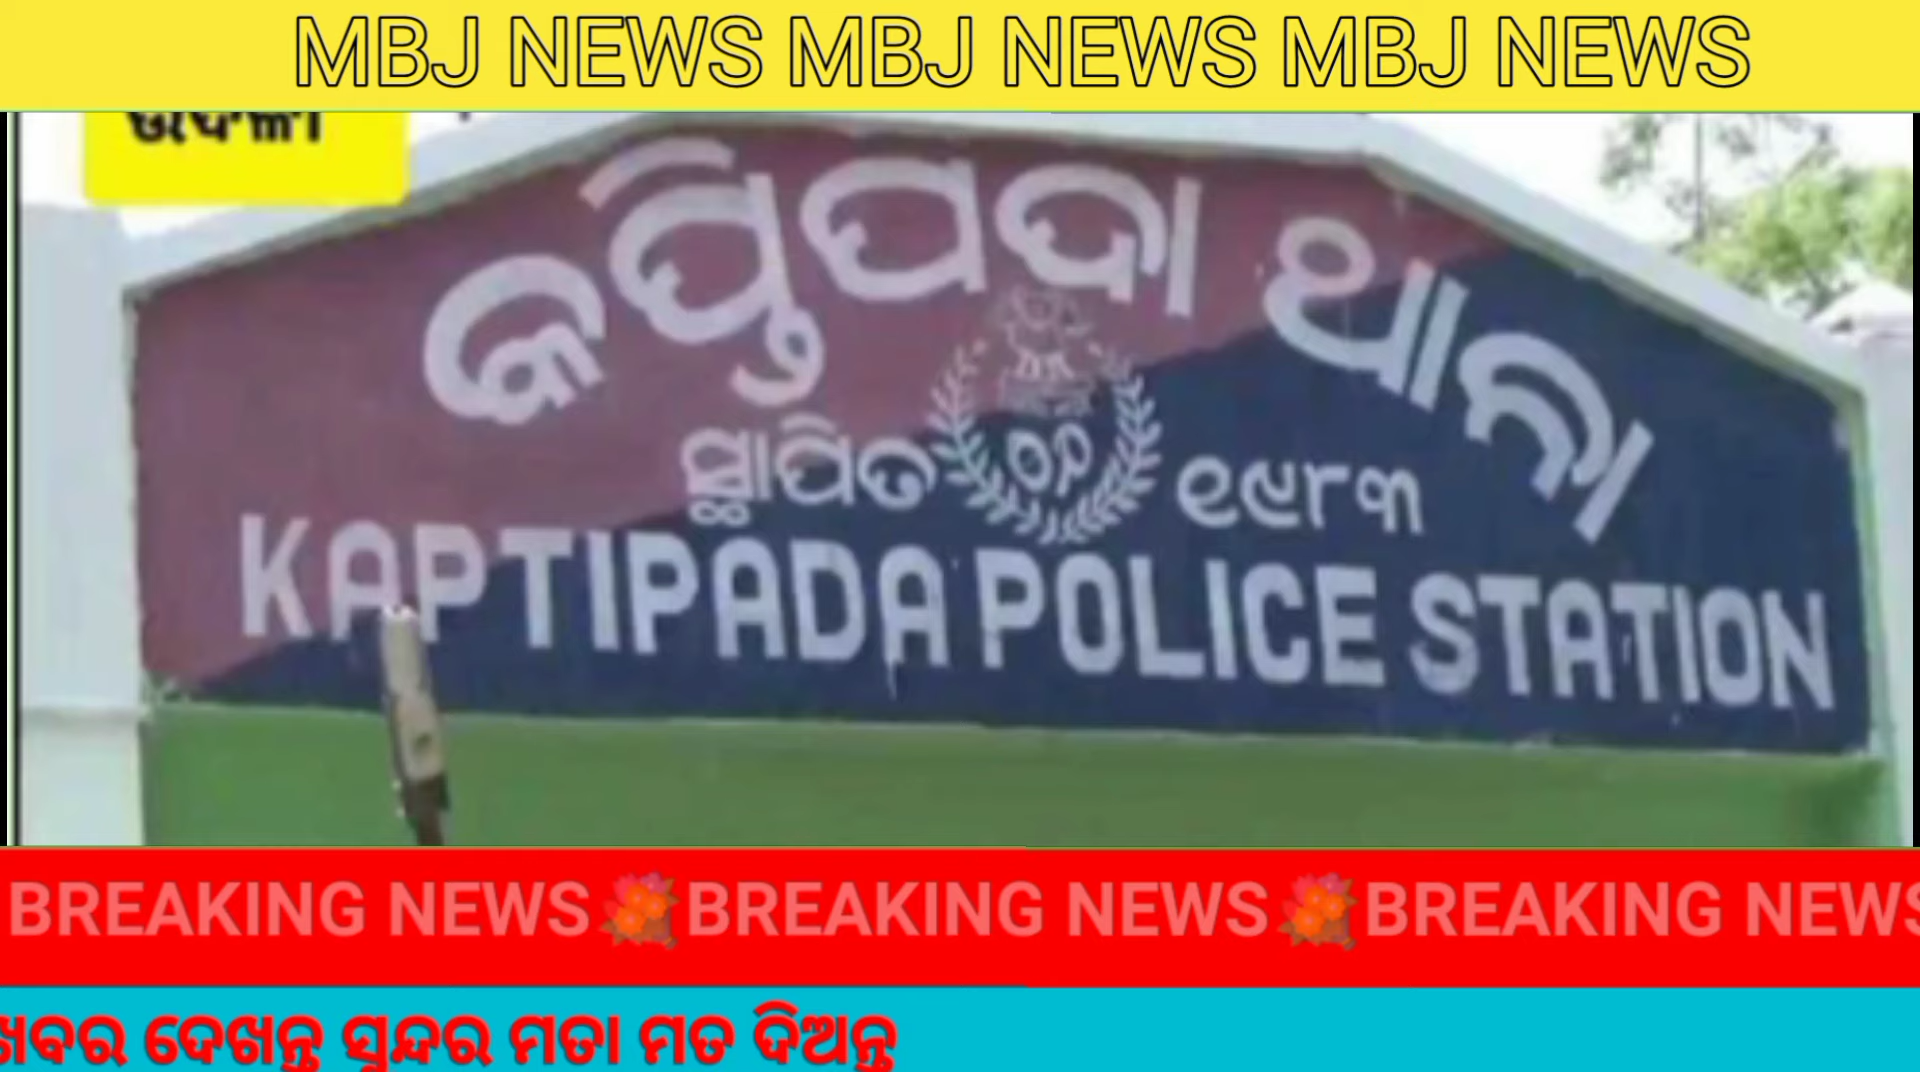 MBJ NEWS MBJ NEWS MBJ NEWS
କପ୍ତିପଦା ଥାନା
ସ୍ଥାପିତ
KAPTIPADA POLICE STATION
BREAKING NEWS💐BREAKING NEWS💐BREAKING NEWS
ଖବର ଦେଖନ୍ତୁ ସୁନ୍ଦର ମତା ମତ ଦିଅନ୍ତୁ